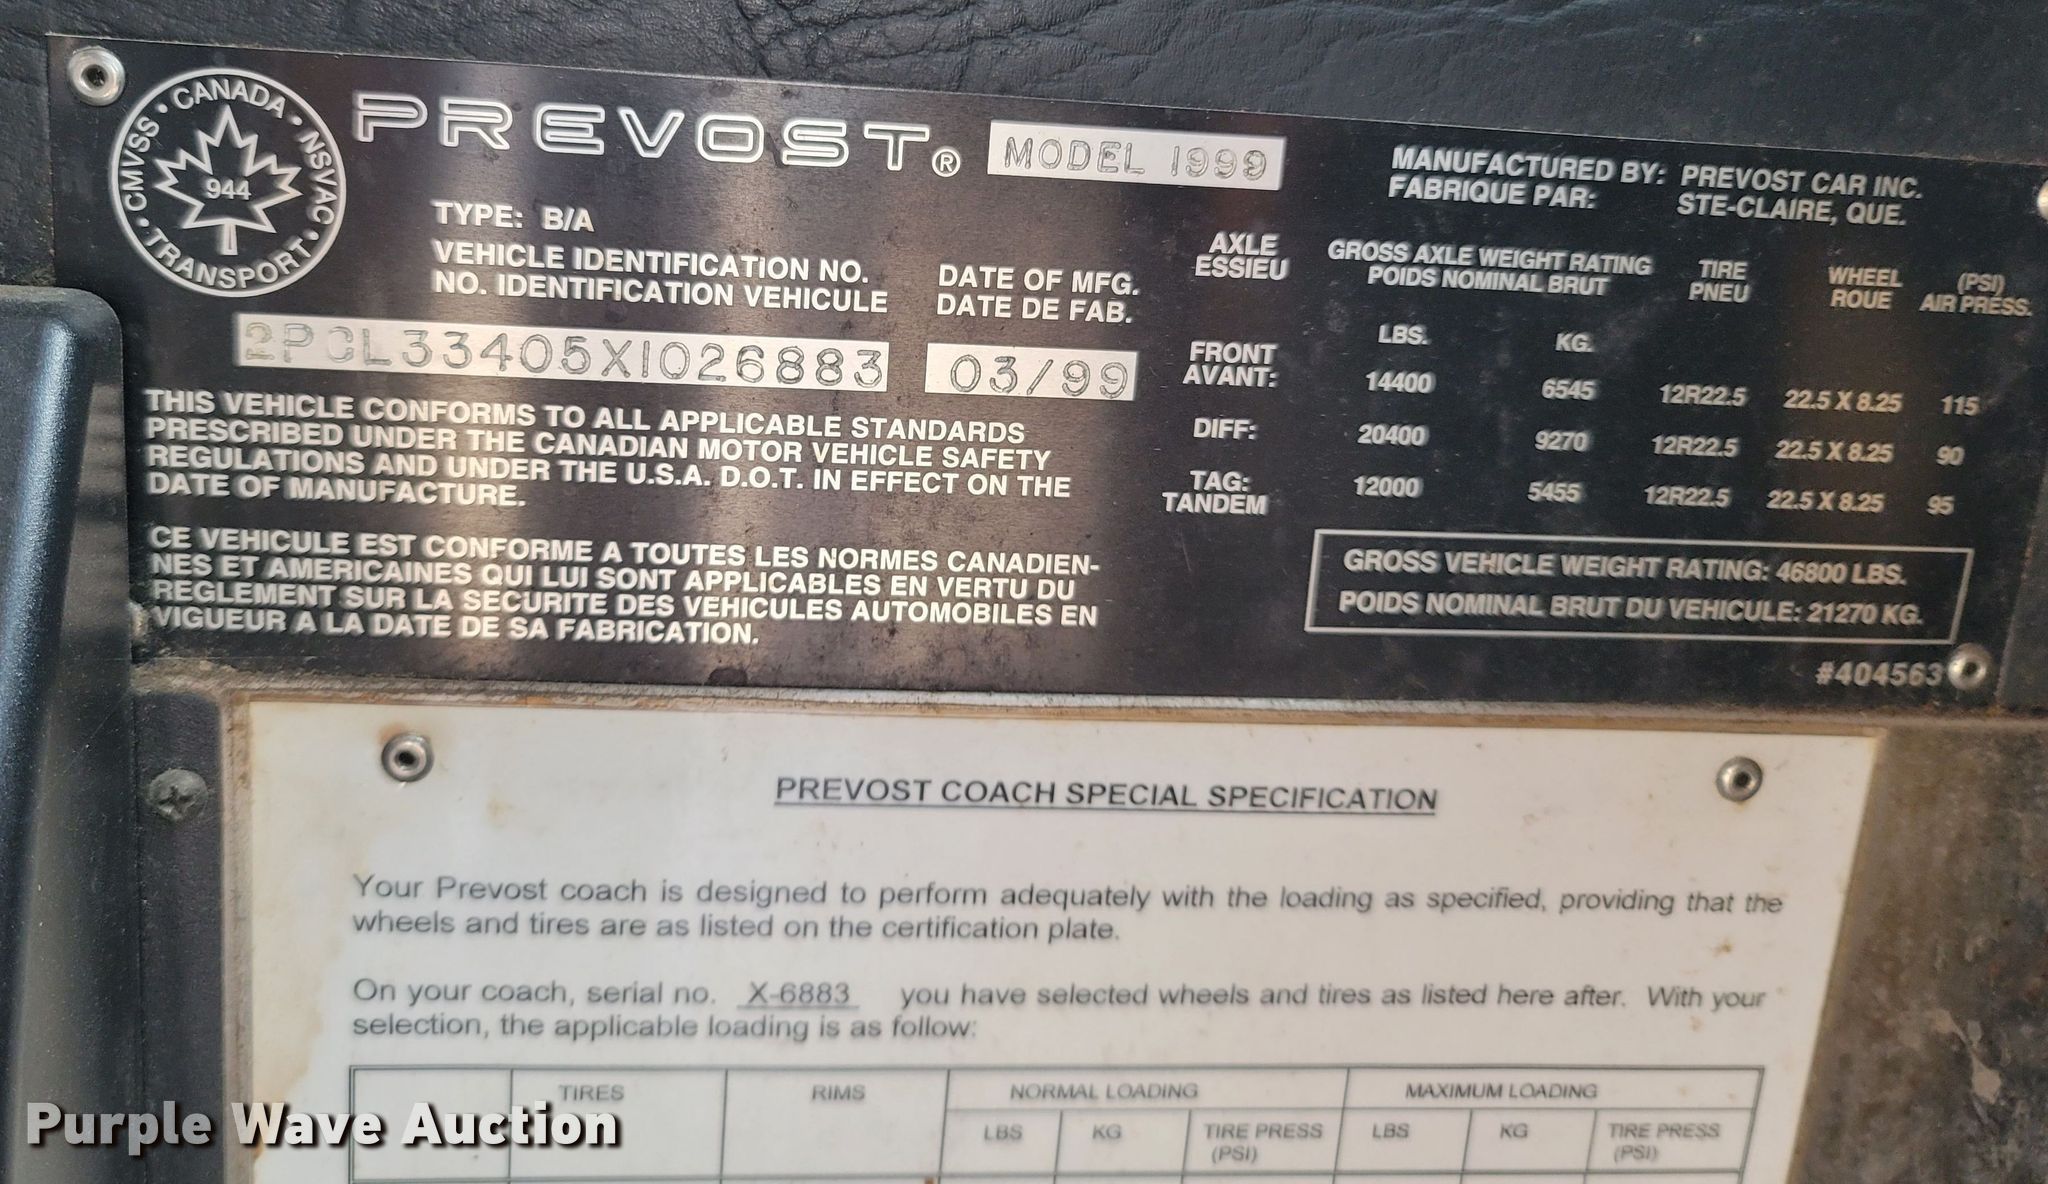 CANADA · NSVAC · TRANSPORT · CMVSS ·
944
PREVOST®
MODEL 1999
TYPE: B/A
VEHICLE IDENTIFICATION NO.
NO. IDENTIFICATION VEHICULE
2PCL33405X1026883
DATE OF MFG.
DATE DE FAB.
03/99
THIS VEHICLE CONFORMS TO ALL APPLICABLE STANDARDS
PRESCRIBED UNDER THE CANADIAN MOTOR VEHICLE SAFETY
REGULATIONS AND UNDER THE U.S.A. D.O.T. IN EFFECT ON THE
DATE OF MANUFACTURE.
CE VEHICULE EST CONFORME A TOUTES LES NORMES CANADIEN-
NES ET AMERICAINES QUI LUI SONT APPLICABLES EN VERTU DU
REGLEMENT SUR LA SECURITE DES VEHICULES AUTOMOBILES EN
VIGUEUR A LA DATE DE SA FABRICATION.
MANUFACTURED BY: PREVOST CAR INC.
FABRIQUE PAR: STE-CLAIRE, QUE.
AXLE GROSS AXLE WEIGHT RATING TIRE WHEEL (PSI)
ESSIEU POIDS NOMINAL BRUT PNEU ROUE AIR PRESS.
LBS. KG.
FRONT
AVANT: 14400 6545 12R22.5 22.5 X 8.25 115
DIFF: 20400 9270 12R22.5 22.5 X 8.25 90
TAG: 12000 5455 12R22.5 22.5 X 8.25 95
TANDEM
GROSS VEHICLE WEIGHT RATING: 46800 LBS.
POIDS NOMINAL BRUT DU VEHICULE: 21270 KG.
#404563
PREVOST COACH SPECIAL SPECIFICATION
Your Prevost coach is designed to perform adequately with the loading as specified, providing that the
wheels and tires are as listed on the certification plate.
On your coach, serial no. X-6883 you have selected wheels and tires as listed here after. With your
selection, the applicable loading is as follow:
TIRES RIMS NORMAL LOADING MAXIMUM LOADING
LBS KG TIRE PRESS LBS KG TIRE PRESS
(PSI) (PSI)
Purple Wave Auction